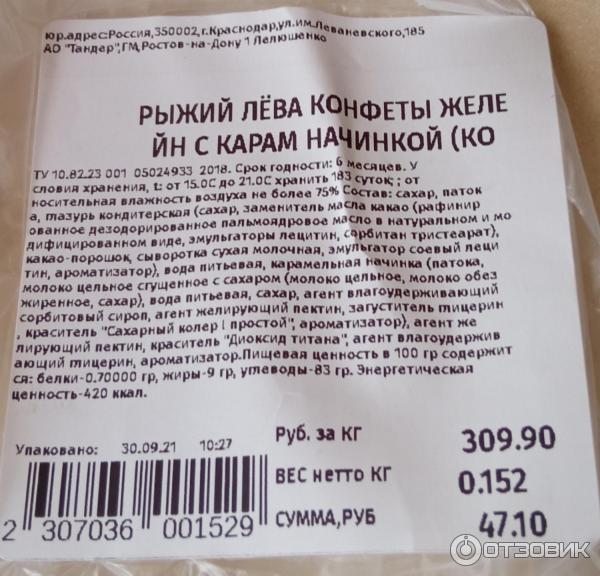 юр.адрес:Россия,350002,г.Краснодар,ул.им.Леваневского,185
АО "Тандер",ГМ,Ростов-на-Дону 1 Лелюшенко
РЫЖИЙ ЛЁВА КОНФЕТЫ ЖЕЛЕ
ЙН С КАРАМ НАЧИНКОЙ (КО
ТУ 10.82.23 001 05024933 2018. Срок годности: 6 месяцев. У
словия хранения, t: от 15.0С до 21.0С хранить 183 суток; ; от
носительная влажность воздуха не более 75% Состав: сахар, паток
а, глазурь кондитерская (сахар, заменитель масла какао (рафинир
ованное дезодорированное пальмоядровое масло в натуральном и мо
дифицированном виде, эмульгаторы лецитин, сорбитан тристеарат),
какао-порошок, сыворотка сухая молочная, эмульгатор соевый леци
тин, ароматизатор), вода питьевая, карамельная начинка (патока,
молоко цельное сгущенное с сахаром (молоко цельное, молоко обез
жиренное, сахар), вода питьевая, сахар, агент влагоудерживающий
сорбитовый сироп, агент желирующий пектин, загуститель глицерин
, краситель "Сахарный колер I простой", ароматизатор), агент же
лирующий пектин, краситель "Диоксид титана", агент влагоудержив
ающий глицерин, ароматизатор.Пищевая ценность в 100 гр содержит
ся: белки-0.70000 гр, жиры-9 гр, углеводы-83 гр. Энергетическая
ценность-420 ккал.
Упаковано: 30.09.21 10:27
Руб. за КГ 309.90
ВЕС нетто КГ 0.152
СУММА,РУБ 47.10
2 307036 001529
ОТЗОВИК